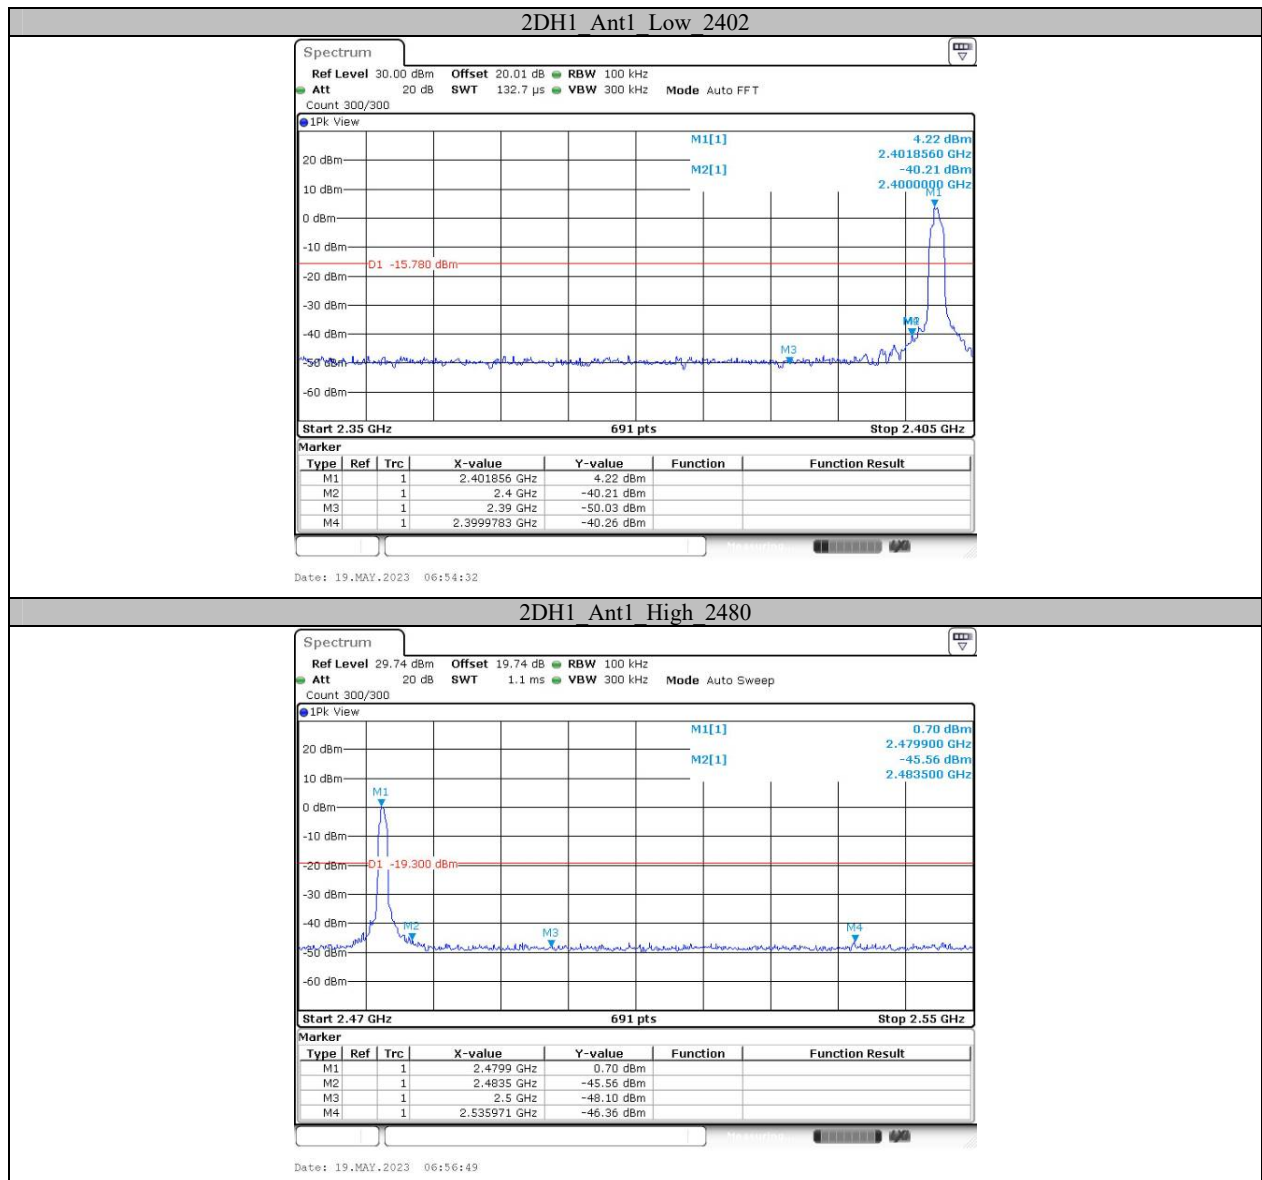 2DH1_Ant1_Low_2402
Spectrum
Ref Level 30.00 dBm Offset 20.01 dB RBW 100 kHz
Att 20 dB SWT 132.7 µs VBW 300 kHz Mode Auto FFT
Count 300/300
1Pk View
M1[1] 4.22 dBm
2.4018560 GHz
20 dBm
M2[1] -40.21 dBm
2.4000000 GHz
10 dBm
M1
0 dBm
-10 dBm
D1 -15.780 dBm
-20 dBm
-30 dBm
-40 dBm
M3
-50 dBm
-60 dBm
Start 2.35 GHz 691 pts Stop 2.405 GHz
Marker
Type Ref Trc X-value Y-value Function Function Result
M1 1 2.401856 GHz 4.22 dBm
M2 1 2.4 GHz -40.21 dBm
M3 1 2.39 GHz -50.03 dBm
M4 1 2.3999783 GHz -40.26 dBm
Date: 19.MAY.2023 06:54:32
2DH1_Ant1_High_2480
Spectrum
Ref Level 29.74 dBm Offset 19.74 dB RBW 100 kHz
Att 20 dB SWT 1.1 ms VBW 300 kHz Mode Auto Sweep
Count 300/300
1Pk View
M1[1] 0.70 dBm
2.479900 GHz
20 dBm
M2[1] -45.56 dBm
2.483500 GHz
10 dBm
M1
0 dBm
-10 dBm
-20 dBm D1 -19.300 dBm
-30 dBm
-40 dBm
M2
M3
M4
-50 dBm
-60 dBm
Start 2.47 GHz 691 pts Stop 2.55 GHz
Marker
Type Ref Trc X-value Y-value Function Function Result
M1 1 2.4799 GHz 0.70 dBm
M2 1 2.4835 GHz -45.56 dBm
M3 1 2.5 GHz -48.10 dBm
M4 1 2.535971 GHz -46.36 dBm
Date: 19.MAY.2023 06:56:49